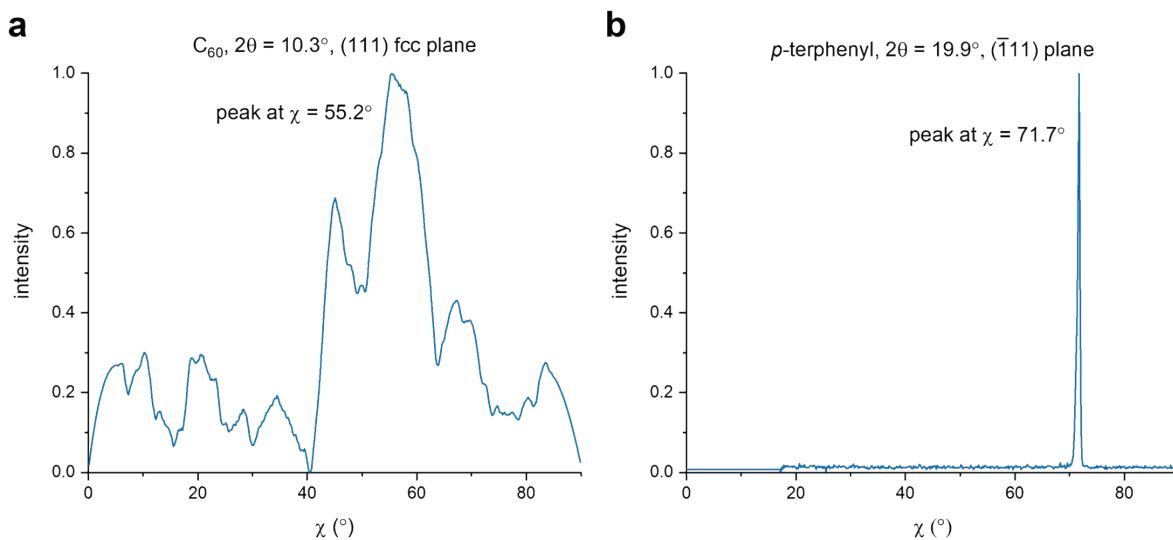 a
C₆₀, 2θ = 10.3°, (111) fcc plane
peak at χ = 55.2°
intensity
1.0
0.8
0.6
0.4
0.2
0.0
0
20
40
60
80
χ (°)
b
p-terphenyl, 2θ = 19.9°, (1̅11) plane
peak at χ = 71.7°
intensity
1.0
0.8
0.6
0.4
0.2
0.0
0
20
40
60
80
χ (°)